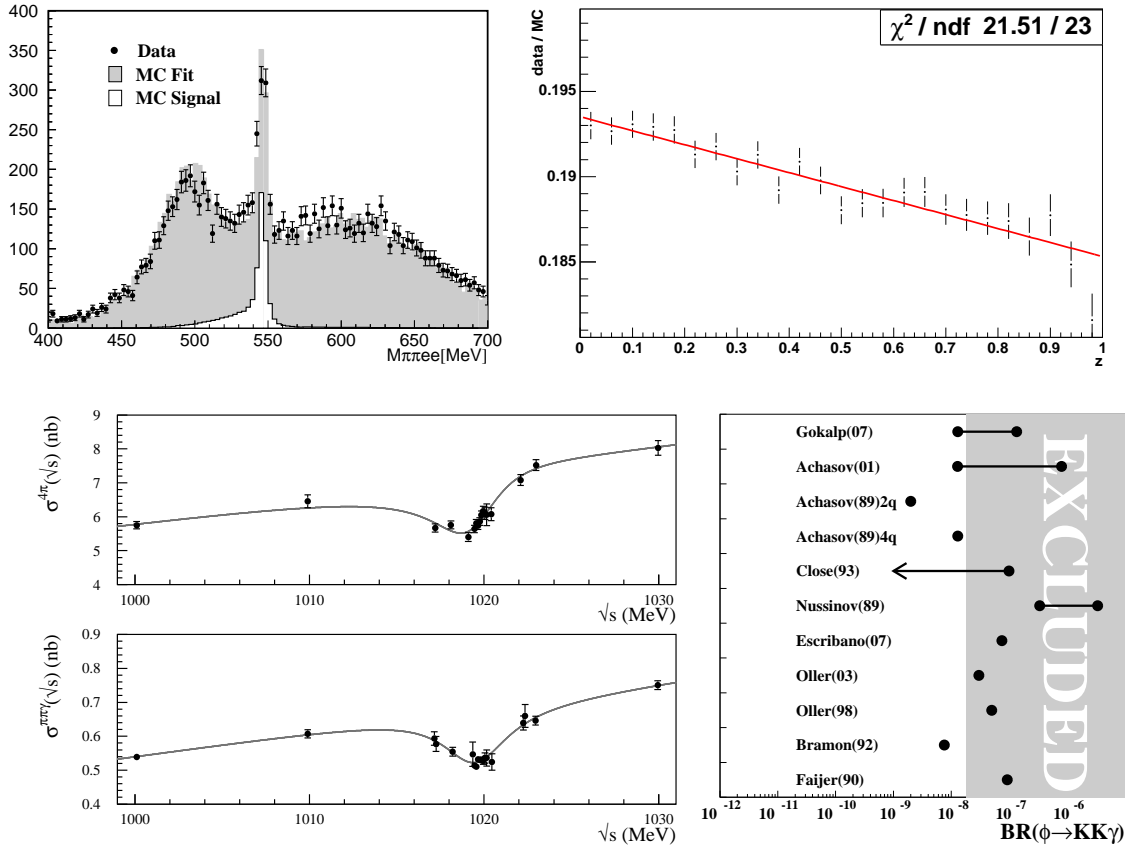 400
350
300
250
200
150
100
50
0
Data
MC Fit
MC Signal
400 450 500 550 600 650 700
Mππee[MeV]
χ² / ndf 21.51 / 23
data / MC
0.195
0.19
0.185
0 0.1 0.2 0.3 0.4 0.5 0.6 0.7 0.8 0.9 1
z
σ⁴π(√s) (nb)
9
8
7
6
5
4
1000 1010 1020 1030
√s (MeV)
σππγ(√s) (nb)
0.9
0.8
0.7
0.6
0.5
0.4
1000 1010 1020 1030
√s (MeV)
Gokalp(07)
Achasov(01)
Achasov(89)2q
Achasov(89)4q
Close(93)
Nussinov(89)
Escribano(07)
Oller(03)
Oller(98)
Bramon(92)
Faijer(90)
EXCLUDED
10⁻¹² 10⁻¹¹ 10⁻¹⁰ 10⁻⁹ 10⁻⁸ 10⁻⁷ 10⁻⁶
BR(ϕ→KKγ)